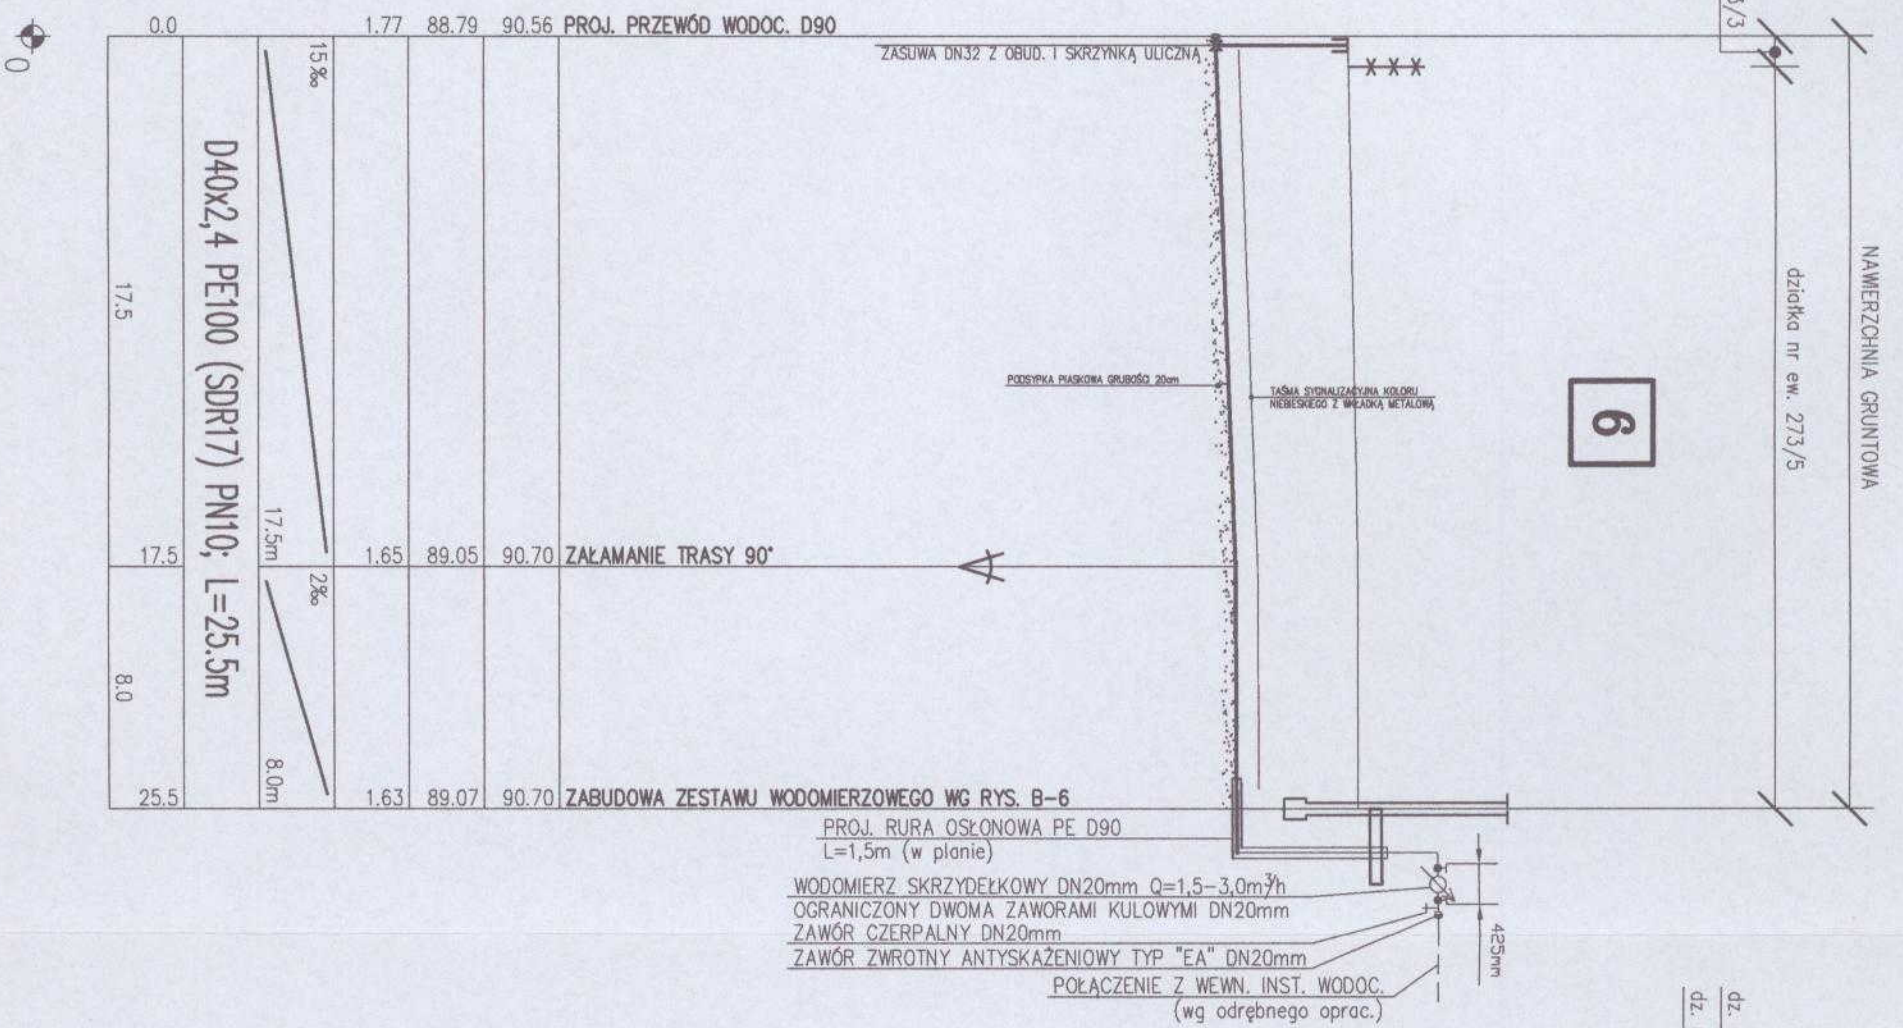 0.0 1.77 88.79 90.56 PROJ. PRZEWÓD WODOC. D90
ZASUWA DN32 Z OBUD. I SKRZYNKĄ ULICZNĄ
3/3
0
15‰
17.5m
17.5
D40x2,4 PE100 (SDR17) PN10; L=25.5m
PODSYPKA PIASKOWA GRUBOŚCI 20cm
TAŚMA SYGNALIZACYJNA KOLORU
NIEBIESKIEGO Z WKŁADKĄ METALOWĄ
6
działka nr ew. 273/5
NAWIERZCHNIA GRUNTOWA
17.5 1.65 89.05 90.70 ZAŁAMANIE TRASY 90°
2‰
8.0m
8.0
25.5 1.63 89.07 90.70 ZABUDOWA ZESTAWU WODOMIERZOWEGO WG RYS. B-6
PROJ. RURA OSŁONOWA PE D90
L=1,5m (w planie)
WODOMIERZ SKRZYDEŁKOWY DN20mm Q=1,5-3,0m³/h
OGRANICZONY DWOMA ZAWORAMI KULOWYMI DN20mm
ZAWÓR CZERPALNY DN20mm
ZAWÓR ZWROTNY ANTYSKAŻENIOWY TYP "EA" DN20mm
POŁĄCZENIE Z WEWN. INST. WODOC.
(wg odrębnego oprac.)
425mm
dz.
dz.